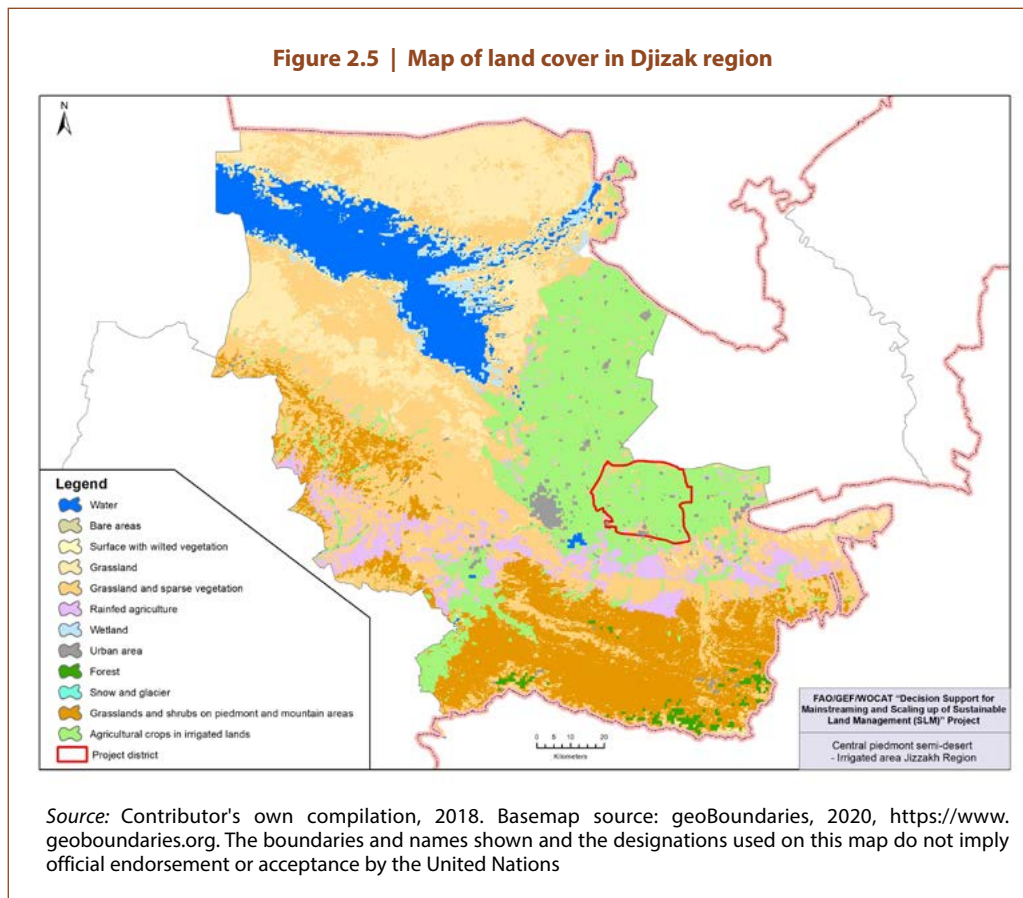 Figure 2.5 | Map of land cover in Djizak region
N
Legend
Water
Bare areas
Surface with wilted vegetation
Grassland
Grassland and sparse vegetation
Rainfed agriculture
Wetland
Urban area
Forest
Snow and glacier
Grasslands and shrubs on piedmont and mountain areas
Agricultural crops in irrigated lands
Project district
0 5 10 20
Kilometers
FAO/GEF/WOCAT "Decision Support for
Mainstreaming and Scaling up of Sustainable
Land Management (SLM)" Project
Central piedmont semi-desert
- Irrigated area Jizzakh Region
Source: Contributor's own compilation, 2018. Basemap source: geoBoundaries, 2020, https://www.
geoboundaries.org. The boundaries and names shown and the designations used on this map do not imply
official endorsement or acceptance by the United Nations